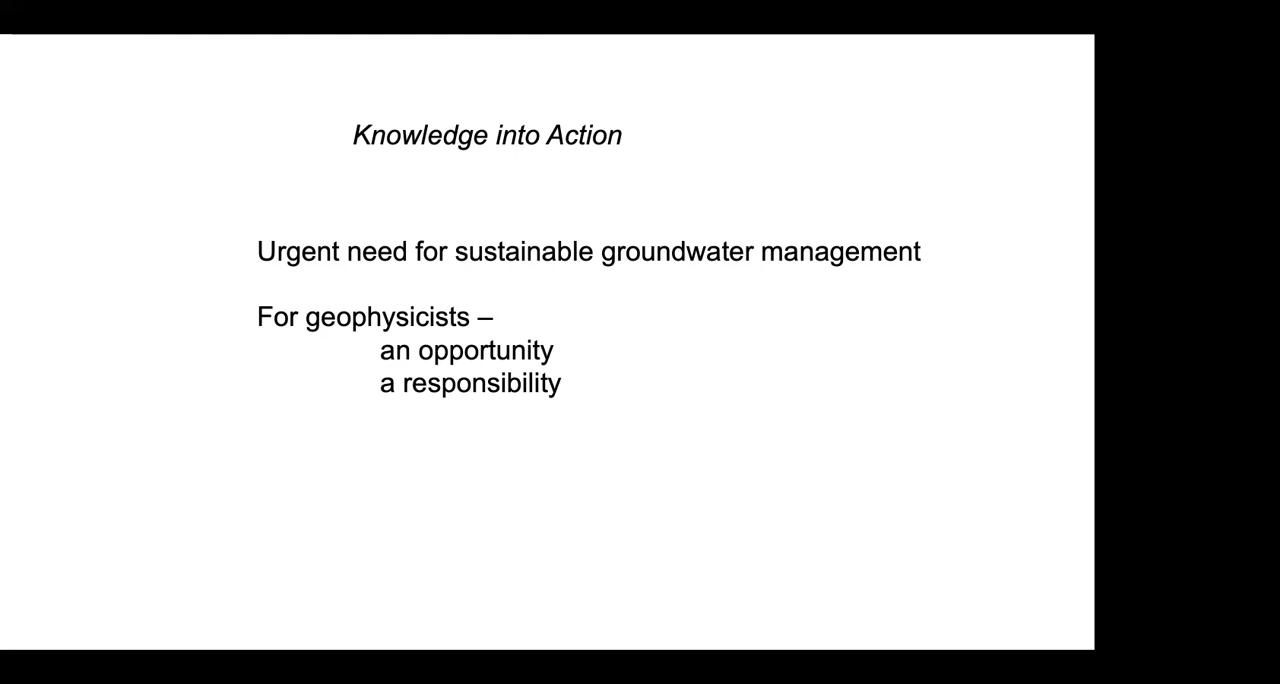 Knowledge into Action
Urgent need for sustainable groundwater management
For geophysicists –
an opportunity
a responsibility